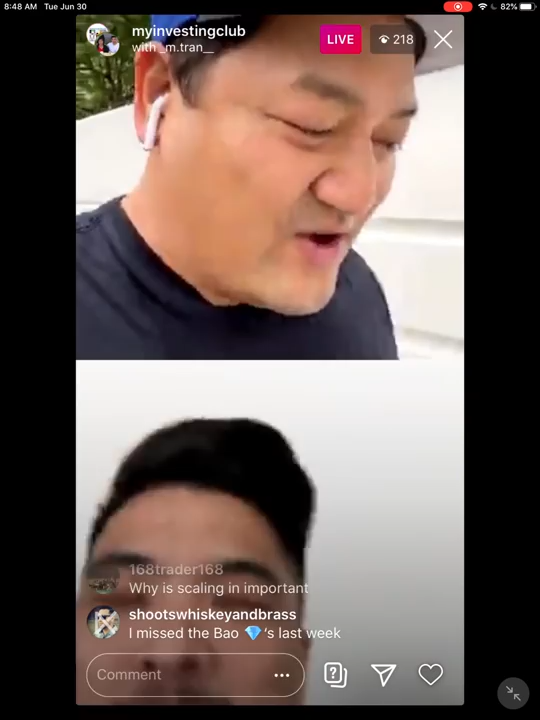 8:48 AM Tue Jun 30
82%
myinvestingclub
with _m.tran__
LIVE
218
168trader168
Why is scaling in important
shootswhiskeyandbrass
I missed the Bao 💎's last week
Comment